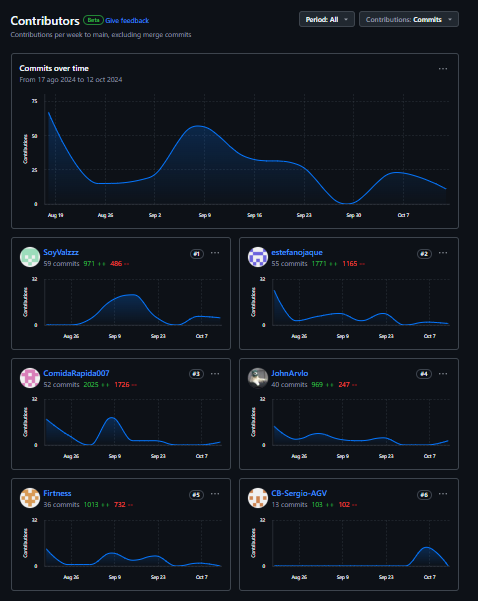 Contributors Beta Give feedback
Period: All
Contributions: Commits
Contributions per week to main, excluding merge commits
Commits over time
From 17 ago 2024 to 12 oct 2024
Contributions
75
50
25
0
Aug 19 Aug 26 Sep 2 Sep 9 Sep 16 Sep 23 Sep 30 Oct 7
SoyValzzz #1
59 commits 971 ++ 486 --
Contributions
32
0
Aug 26 Sep 9 Sep 23 Oct 7
estefanojaque #2
55 commits 1771 ++ 1165 --
Contributions
32
0
Aug 26 Sep 9 Sep 23 Oct 7
ComidaRapida007 #3
52 commits 2025 ++ 1726 --
Contributions
32
0
Aug 26 Sep 9 Sep 23 Oct 7
JohnArvlo #4
40 commits 969 ++ 247 --
Contributions
32
0
Aug 26 Sep 9 Sep 23 Oct 7
Firtness #5
36 commits 1013 ++ 732 --
Contributions
32
0
Aug 26 Sep 9 Sep 23 Oct 7
CB-Sergio-AGV #6
13 commits 103 ++ 102 --
Contributions
32
0
Aug 26 Sep 9 Sep 23 Oct 7